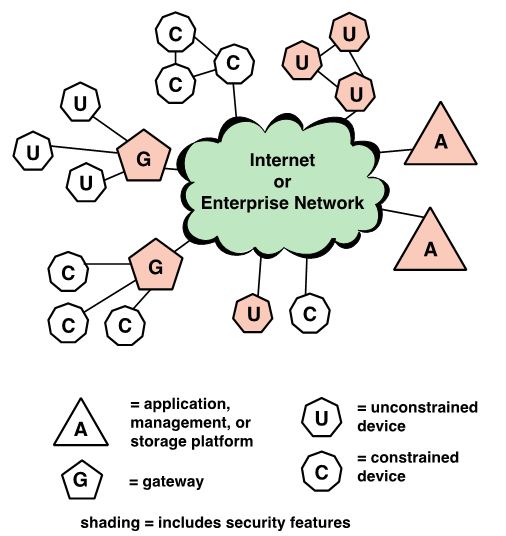 C
U
C
U
C
U
U
A
U
G
U
Internet
or
Enterprise Network
A
G
C
C
C
U
C
A
= application,
management, or
storage platform
U
= unconstrained
device
G
= gateway
C
= constrained
device
shading = includes security features